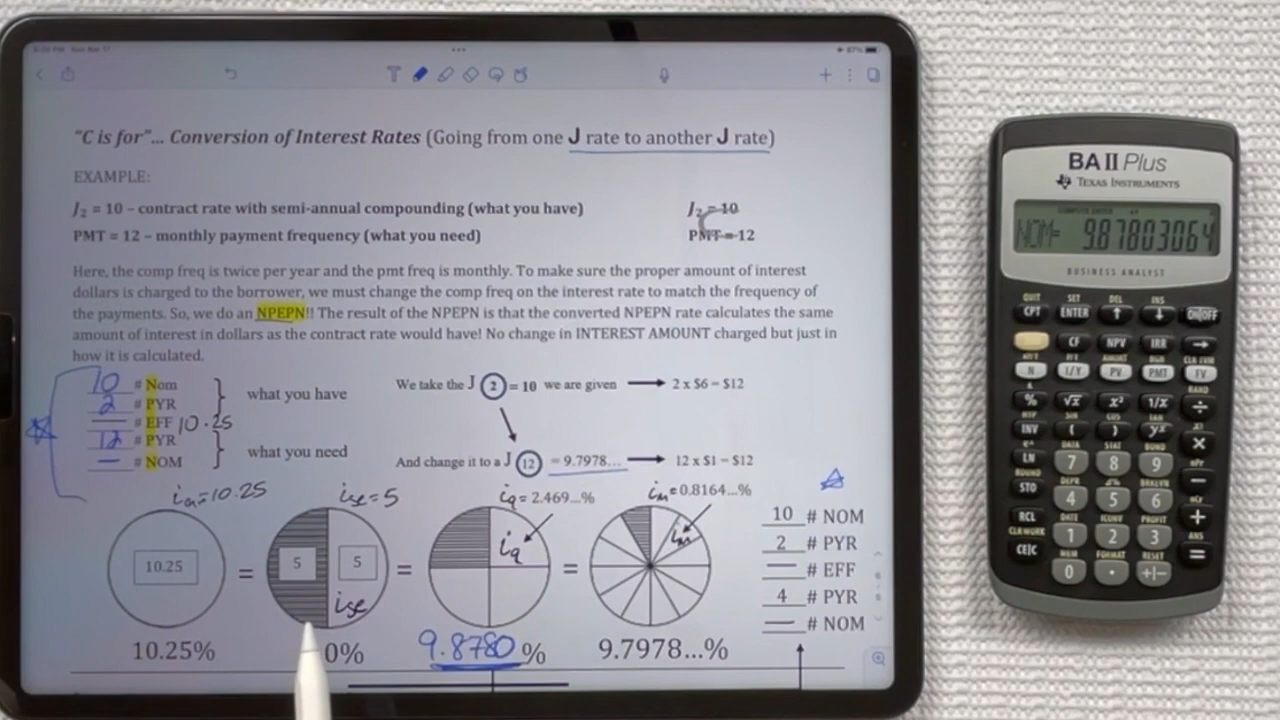 "C is for"... Conversion of Interest Rates (Going from one J rate to another J rate)
EXAMPLE:
J2 = 10 – contract rate with semi-annual compounding (what you have)
J2 = 10
PMT = 12 – monthly payment frequency (what you need)
PMT = 12
Here, the comp freq is twice per year and the pmt freq is monthly. To make sure the proper amount of interest
dollars is charged to the borrower, we must change the comp freq on the interest rate to match the frequency of
the payments. So, we do an NPEPN!! The result of the NPEPN is that the converted NPEPN rate calculates the same
amount of interest in dollars as the contract rate would have! No change in INTEREST AMOUNT charged but just in
how it is calculated.
10 # Nom
2 # PYR
— # EFF 10.25
12 # PYR
— # NOM
what you have
what you need
We take the J 2 = 10 we are given → 2 x $6 – $12
And change it to a J 12 = 9.7978... → 12 x $1 – $12
ia=10.25
isa=5
iq = 2.469...%
im=0.8164...%
10.25
=
5
5
isa
=
iq
=
im
10.25%
0%
9.8780 %
9.7978...%
10 # NOM
2 # PYR
— # EFF
4 # PYR
— # NOM
BA II Plus
TEXAS INSTRUMENTS
NOM= 9.87803064
BUSINESS ANALYST
QUIT SET DEL INS
CPT ENTER ↑ ↓ ON|OFF
CF NPV IRR →
N I/Y PV PMT FV
% √x x² 1/x ÷
INV ( ) yˣ ×
LN 7 8 9 −
STO 4 5 6 +
RCL 1 2 3
CE|C 0 . +|− =